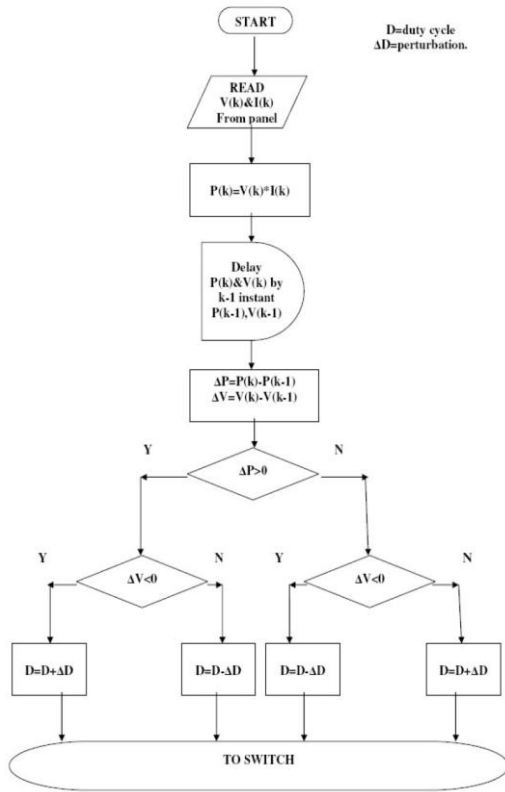 START
D=duty cycle
ΔD=perturbation.
READ
V(k)&I(k)
From panel
P(k)=V(k)*I(k)
Delay
P(k)&V(k) by
k-1 instant
P(k-1),V(k-1)
ΔP=P(k)-P(k-1)
ΔV=V(k)-V(k-1)
Y
N
ΔP>0
Y
N
Y
N
ΔV<0
ΔV<0
D=D+ΔD
D=D-ΔD
D=D-ΔD
D=D+ΔD
TO SWITCH